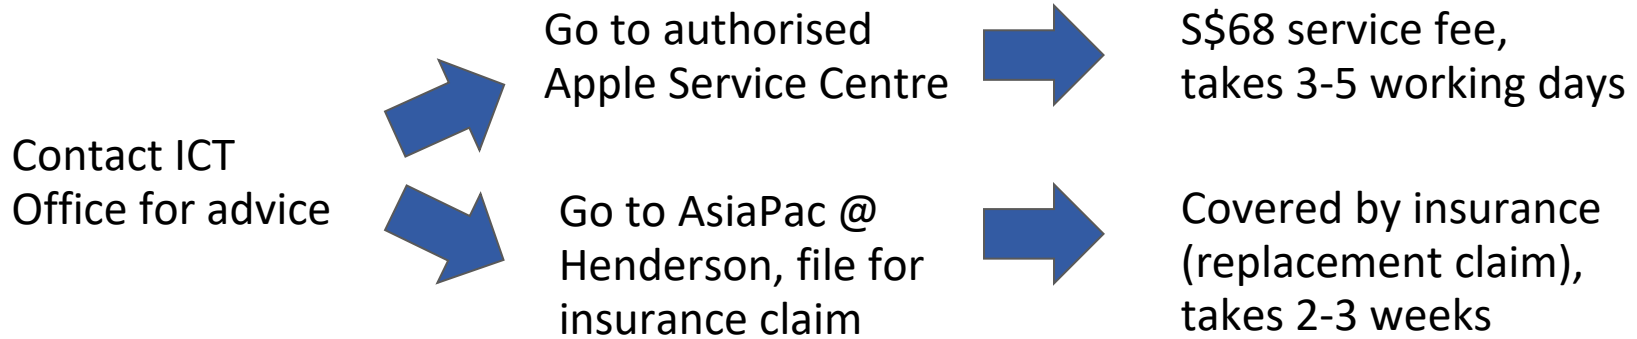 Contact ICT
Office for advice
Go to authorised
Apple Service Centre
S$68 service fee,
takes 3-5 working days
Go to AsiaPac @
Henderson, file for
insurance claim
Covered by insurance
(replacement claim),
takes 2-3 weeks